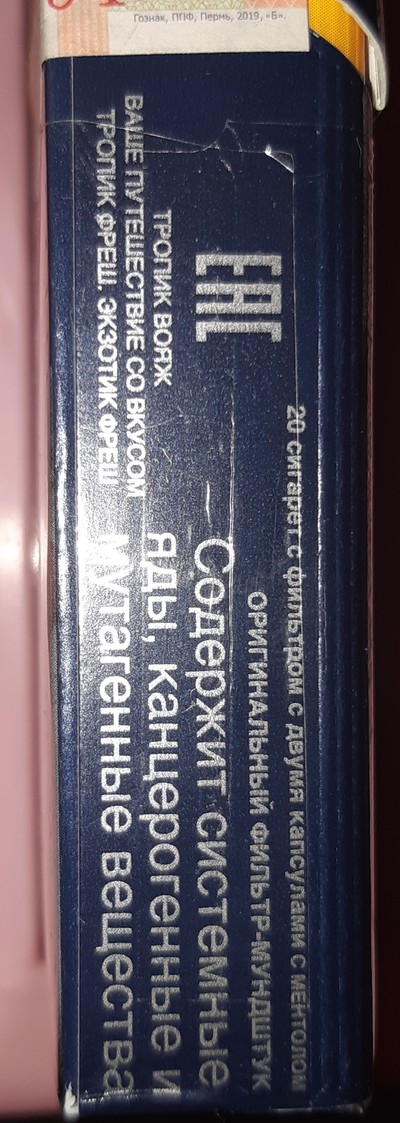 Гознак, ППФ, Пермь, 2019, «Б».
20 сигарет с фильтром с двумя капсулами с ментолом
ОРИГИНАЛЬНЫЙ ФИЛЬТР-МУНДШТУК
ЕАС
ТРОПИК ВОЯЖ
ВАШЕ ПУТЕШЕСТВИЕ СО ВКУСОМ
ТРОПИК ФРЕШ, ЭКЗОТИК ФРЕШ
Содержит системные
яды, канцерогенные и
мутагенные вещества